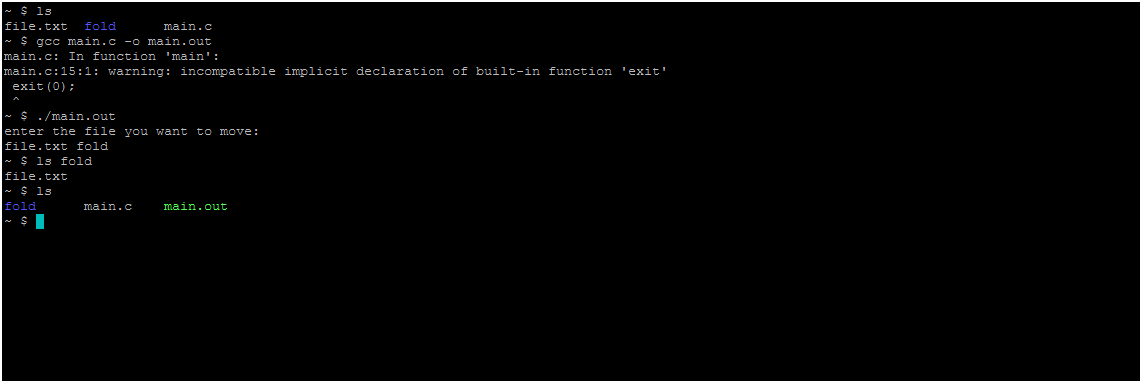 ~ $ ls
file.txt  fold      main.c
~ $ gcc main.c -o main.out
main.c: In function 'main':
main.c:15:1: warning: incompatible implicit declaration of built-in function 'exit'
 exit(0);
 ^
~ $ ./main.out
enter the file you want to move:
file.txt fold
~ $ ls fold
file.txt
~ $ ls
fold      main.c    main.out
~ $